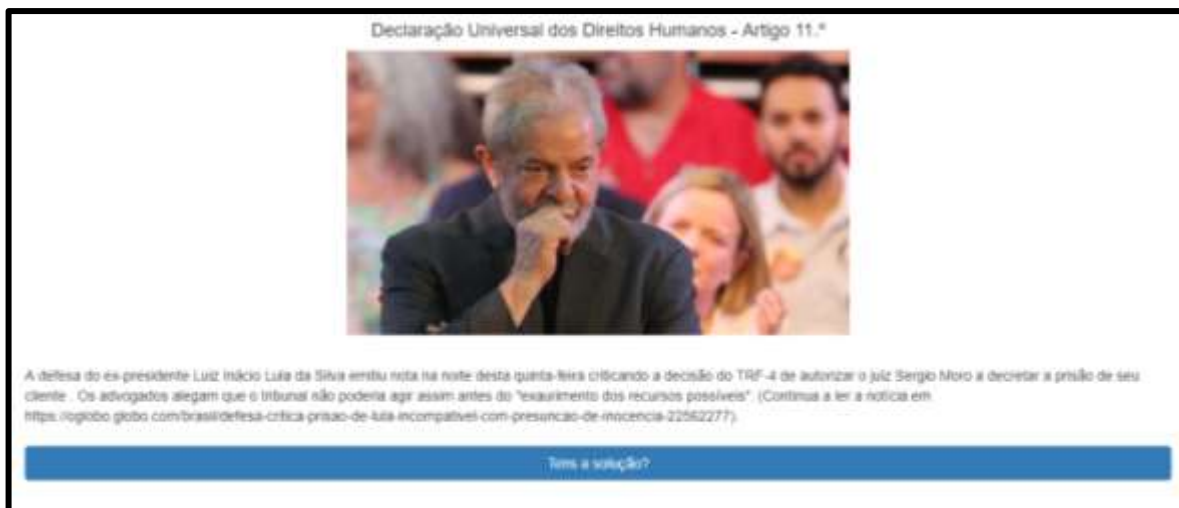 Declaração Universal dos Direitos Humanos - Artigo 11.º
A defesa do ex-presidente Luiz Inácio Lula da Silva emitiu nota na noite desta quinta-feira criticando a decisão do TRF-4 de autorizar o juiz Sergio Moro a decretar a prisão de seu
cliente . Os advogados alegam que o tribunal não poderia agir assim antes do "exaurimento dos recursos possíveis". (Continua a ler a notícia em
https://oglobo.globo.com/brasil/defesa-critica-prisao-de-lula-incompativel-com-presuncao-de-inocencia-22562277).
Tens a solução?